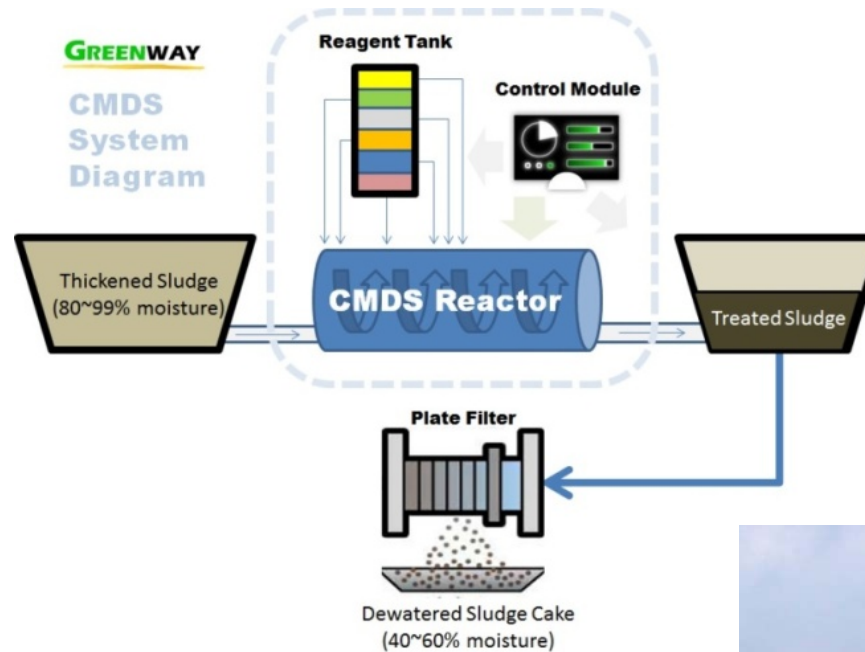 GREENWAY
CMDS
System
Diagram
Reagent Tank
Control Module
Thickened Sludge
(80~99% moisture)
CMDS Reactor
Treated Sludge
Plate Filter
Dewatered Sludge Cake
(40~60% moisture)